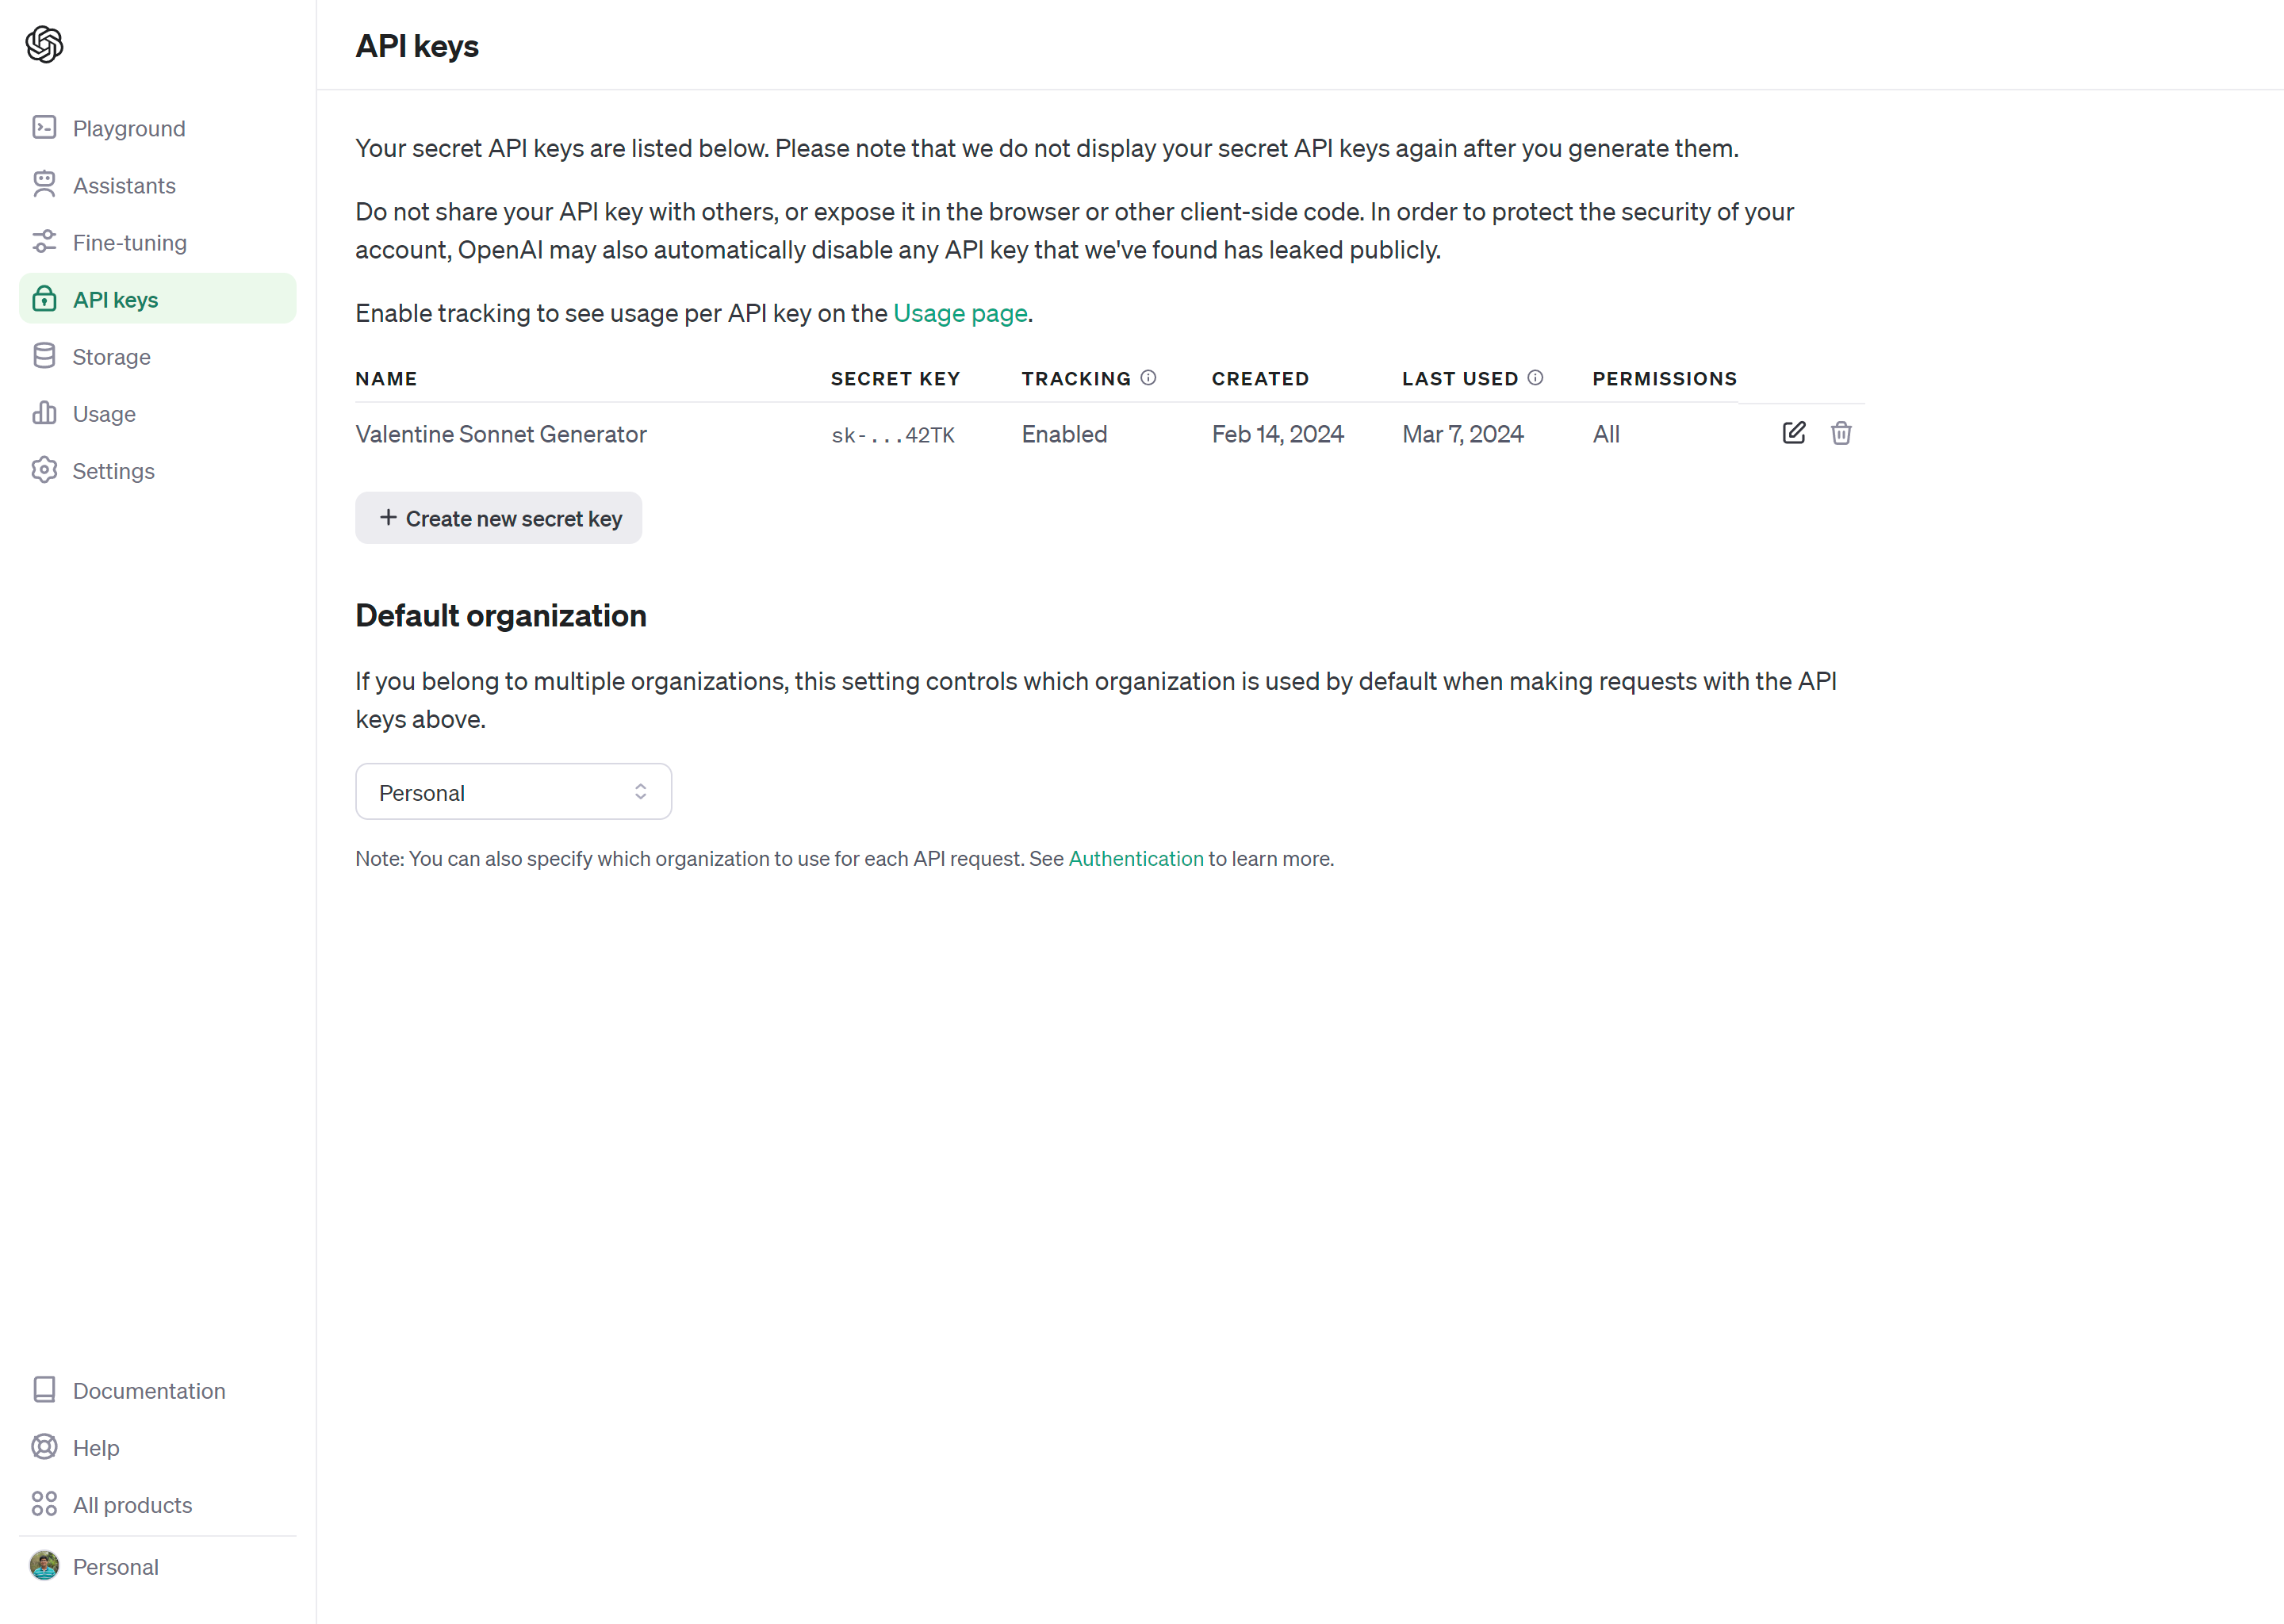 API keys
Playground
Assistants
Fine-tuning
API keys
Storage
Usage
Settings
Your secret API keys are listed below. Please note that we do not display your secret API keys again after you generate them.
Do not share your API key with others, or expose it in the browser or other client-side code. In order to protect the security of your
account, OpenAI may also automatically disable any API key that we've found has leaked publicly.
Enable tracking to see usage per API key on the Usage page.
NAME SECRET KEY TRACKING CREATED LAST USED PERMISSIONS
Valentine Sonnet Generator sk-...42TK Enabled Feb 14, 2024 Mar 7, 2024 All
+ Create new secret key
Default organization
If you belong to multiple organizations, this setting controls which organization is used by default when making requests with the API
keys above.
Personal
Note: You can also specify which organization to use for each API request. See Authentication to learn more.
Documentation
Help
All products
Personal